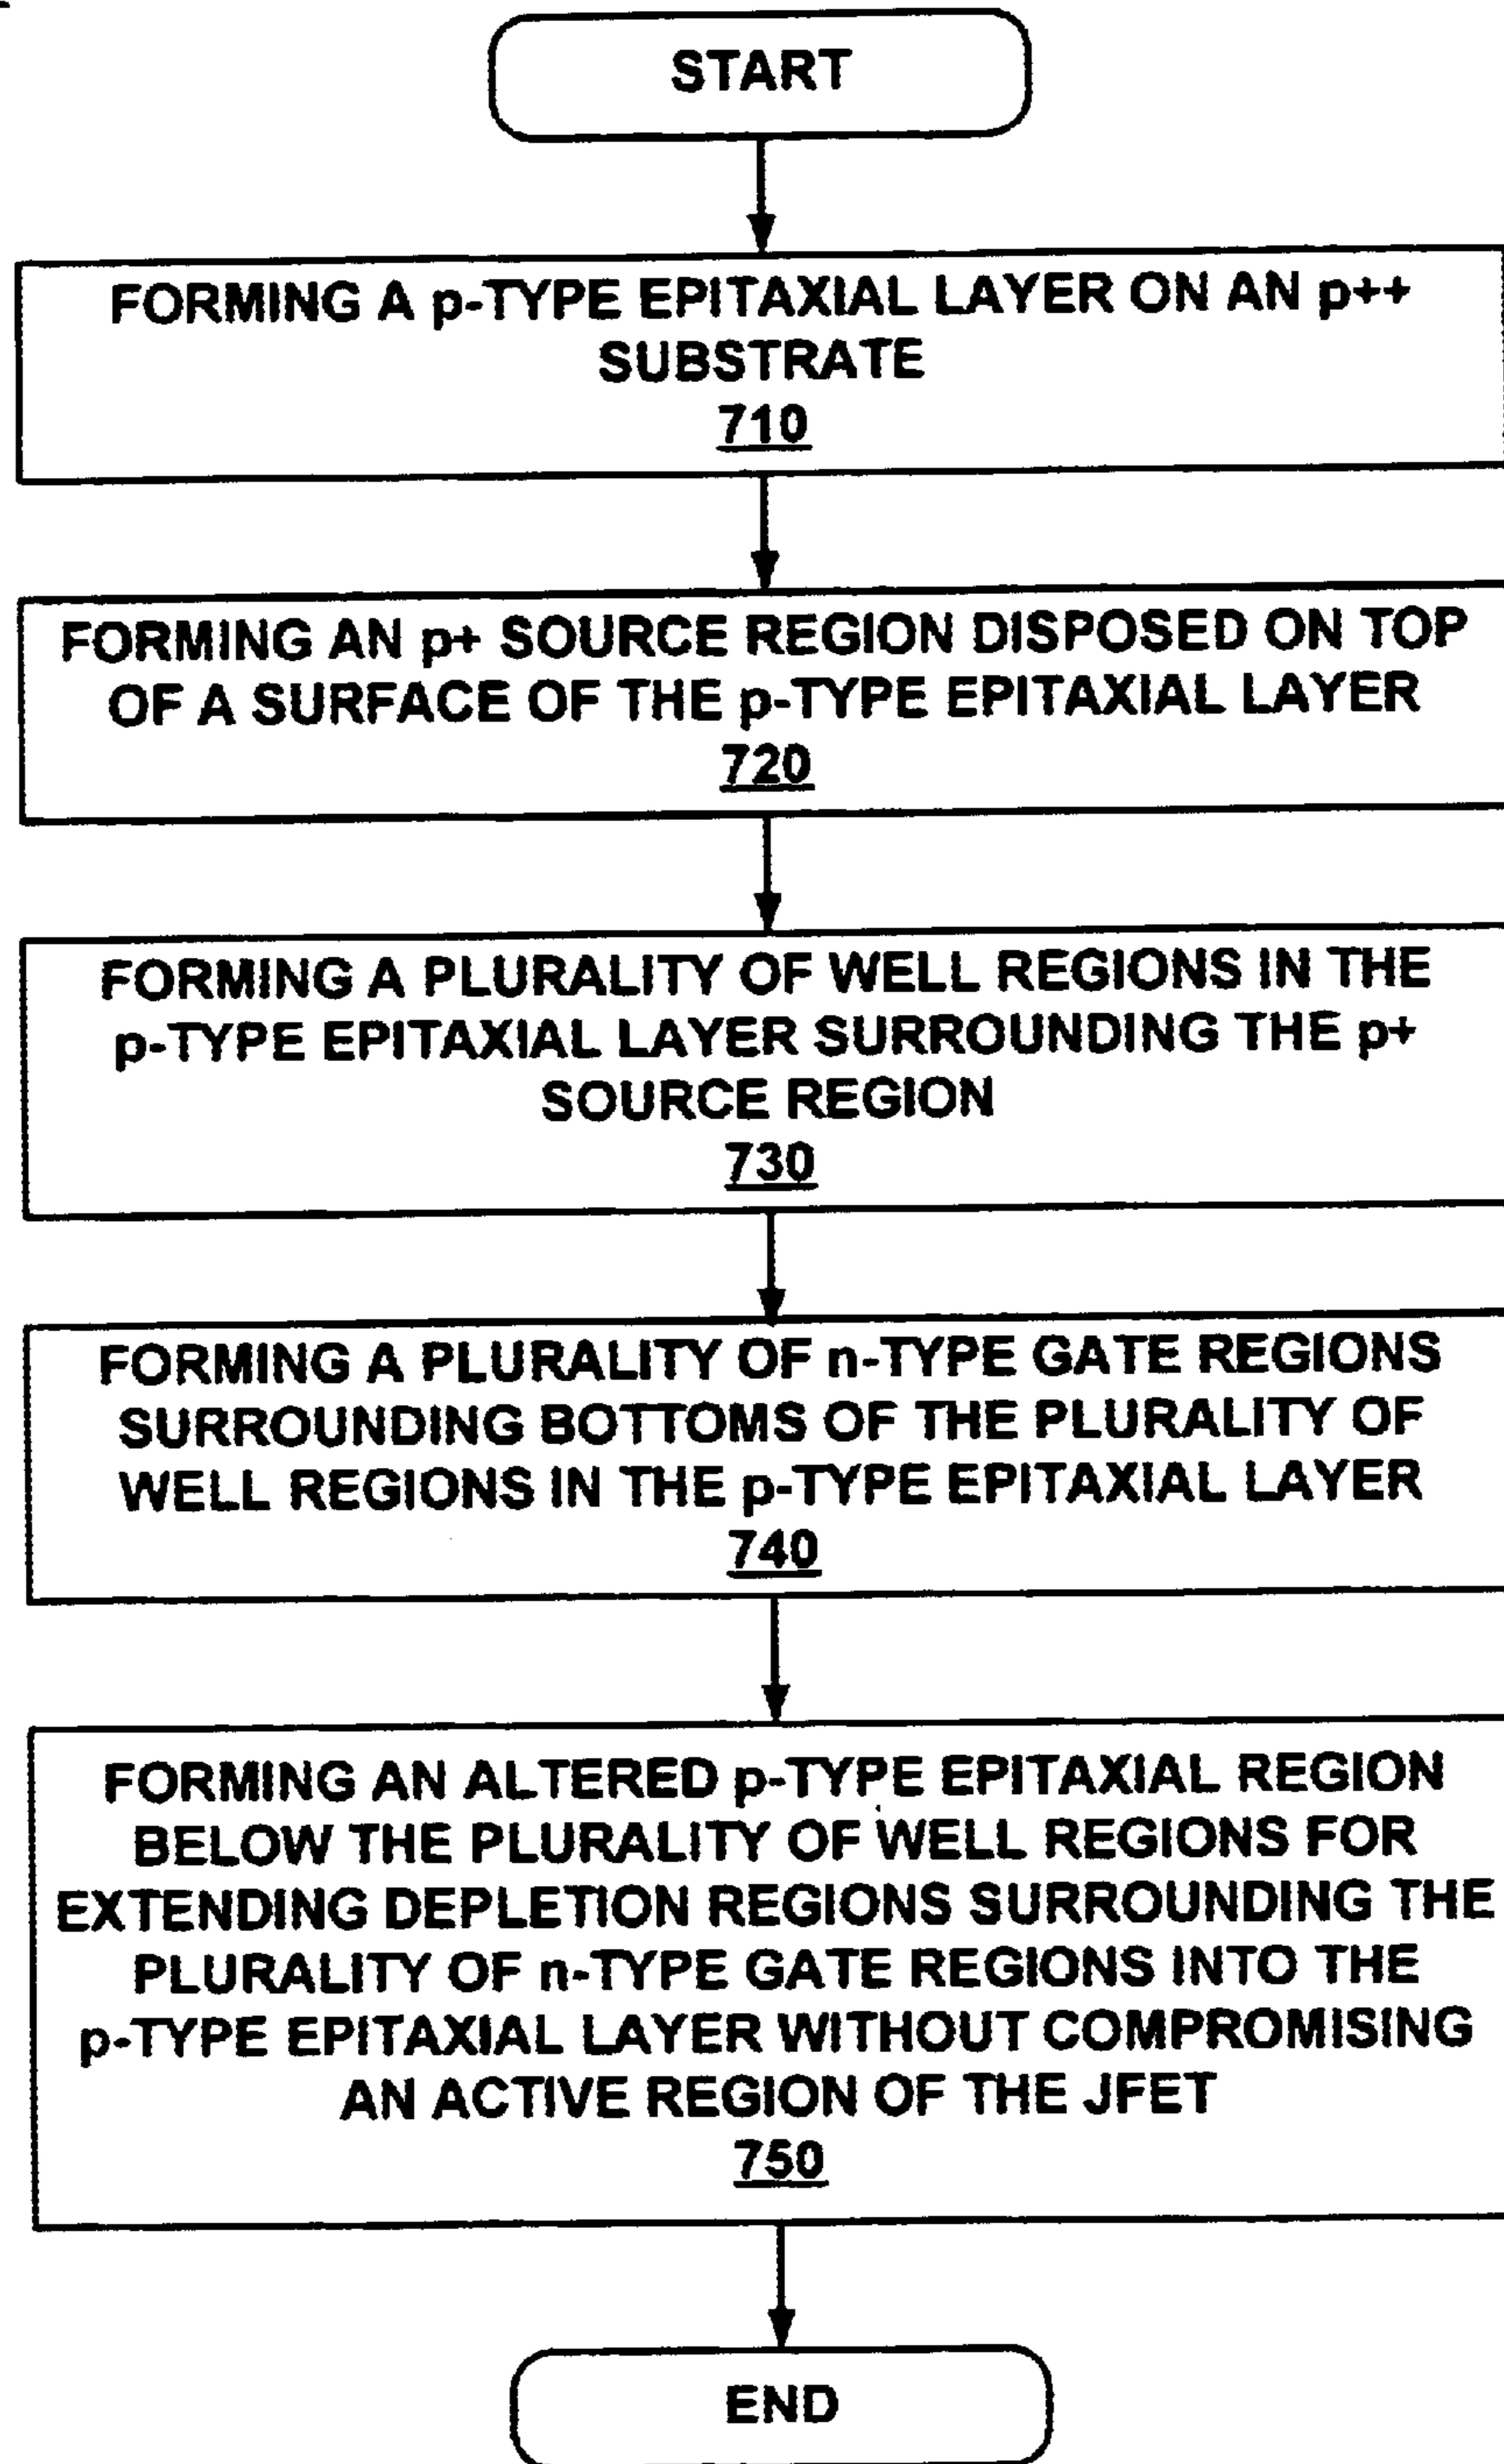 START
FORMING A p-TYPE EPITAXIAL LAYER ON AN p++
SUBSTRATE
710
FORMING AN p+ SOURCE REGION DISPOSED ON TOP
OF A SURFACE OF THE p-TYPE EPITAXIAL LAYER
720
FORMING A PLURALITY OF WELL REGIONS IN THE
p-TYPE EPITAXIAL LAYER SURROUNDING THE p+
SOURCE REGION
730
FORMING A PLURALITY OF n-TYPE GATE REGIONS
SURROUNDING BOTTOMS OF THE PLURALITY OF
WELL REGIONS IN THE p-TYPE EPITAXIAL LAYER
740
FORMING AN ALTERED p-TYPE EPITAXIAL REGION
BELOW THE PLURALITY OF WELL REGIONS FOR
EXTENDING DEPLETION REGIONS SURROUNDING THE
PLURALITY OF n-TYPE GATE REGIONS INTO THE
p-TYPE EPITAXIAL LAYER WITHOUT COMPROMISING
AN ACTIVE REGION OF THE JFET
750
END